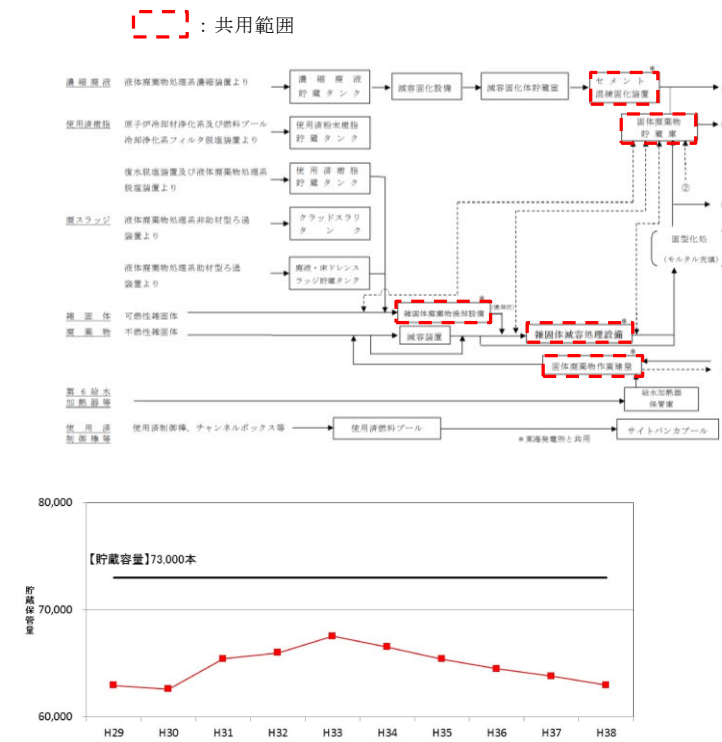 ：共用範囲
濃縮廃液 液体廃棄物処理系濃縮装置より
濃縮廃液
貯蔵タンク
減容固化設備
減容固化体貯蔵室
＊
セメント
混練固化装置
使用済樹脂 原子炉冷却材浄化系及び燃料プール
冷却浄化系フィルタ脱塩装置より
使用済粉末樹脂
貯蔵タンク
固体廃棄物
貯蔵庫
復水脱塩装置及び液体廃棄物処理系
脱塩装置より
使用済樹脂
貯蔵タンク
②
廃スラッジ 液体廃棄物処理系非助材型ろ過
装置より
クラッドスラリ
タンク
固型化処
(モルタル充填)
液体廃棄物処理系助材型ろ過
装置より
廃液・床ドレンス
ラッジ貯蔵タンク
雑固体 可燃性雑固体
廃棄物 不燃性雑固体
＊
雑固体廃棄物焼却設備
減容装置
＊
雑固体減容処理設備
＊
固体廃棄物作業建屋
第6給水
加熱器等
給水加熱器
保管庫
使用済
制御棒等
使用済制御棒，チャンネルボックス等
使用済燃料プール
サイトバンカプール
＊東海発電所と共用
80,000
【貯蔵容量】73,000本
貯蔵保管量
70,000
60,000
H29 H30 H31 H32 H33 H34 H35 H36 H37 H38